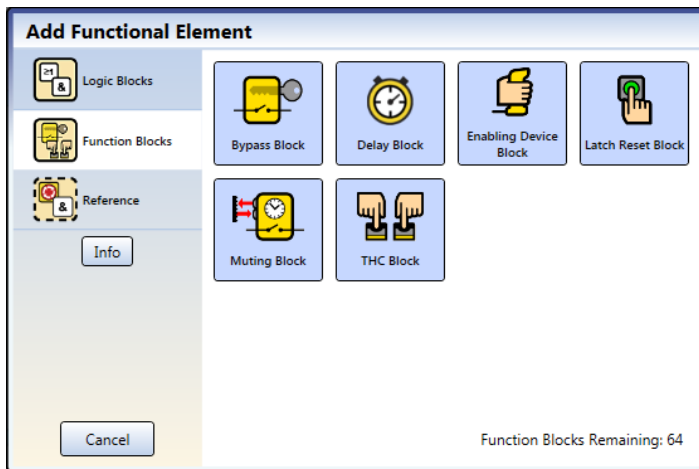 Add Functional Element
≥1
&
Logic Blocks
Function Blocks
&
Reference
Info
Cancel
Bypass Block
Delay Block
Enabling Device
Block
Latch Reset Block
Muting Block
THC Block
Function Blocks Remaining: 64